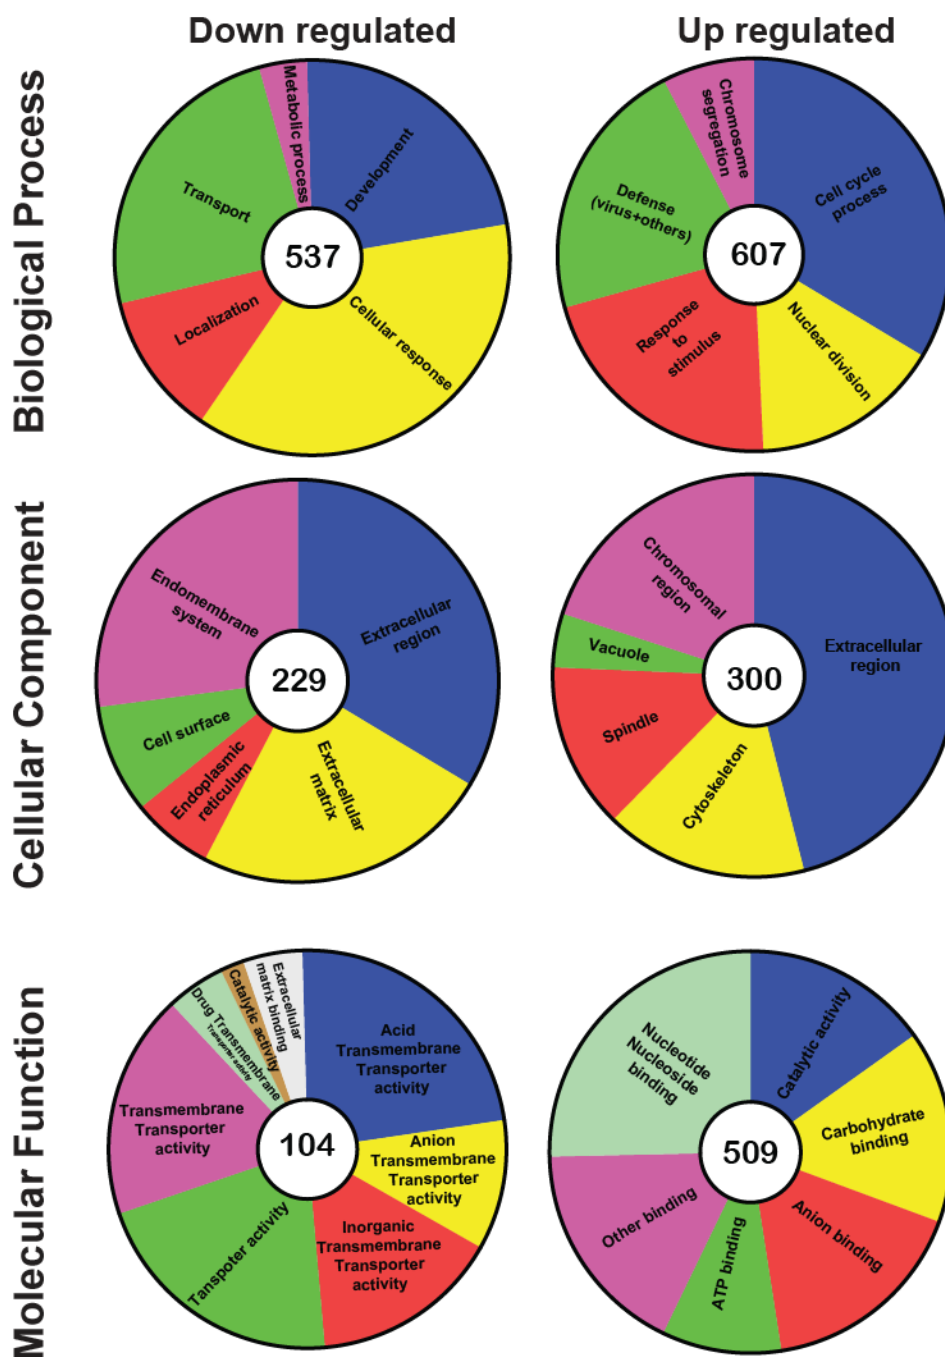 Down regulated
Up regulated
Biological Process
Metabolic process
Development
Transport
Localization
Cellular response
537
Chromosome
segregation
Cell cycle
process
Defense
(virus+others)
Response
to
stimulus
Nuclear division
607
Cellular Component
Endomembrane
system
Extracellular
region
Cell surface
Endoplasmic
reticulum
Extracellular
matrix
229
Chromosomal
region
Extracellular
region
Vacuole
Spindle
Cytoskeleton
300
Molecular Function
Extracellular
matrix binding
Catalytic activity
Drug Transmembrane
Transporter activity
Acid
Transmembrane
Transporter
activity
Transmembrane
Transporter
activity
Anion
Transmembrane
Transporter
activity
Inorganic
Transmembrane
Transporter
activity
Tanspoter activity
104
Nucleotide
Nucleoside
binding
Catalytic activity
Carbohydrate
binding
Other binding
ATP binding
Anion binding
509